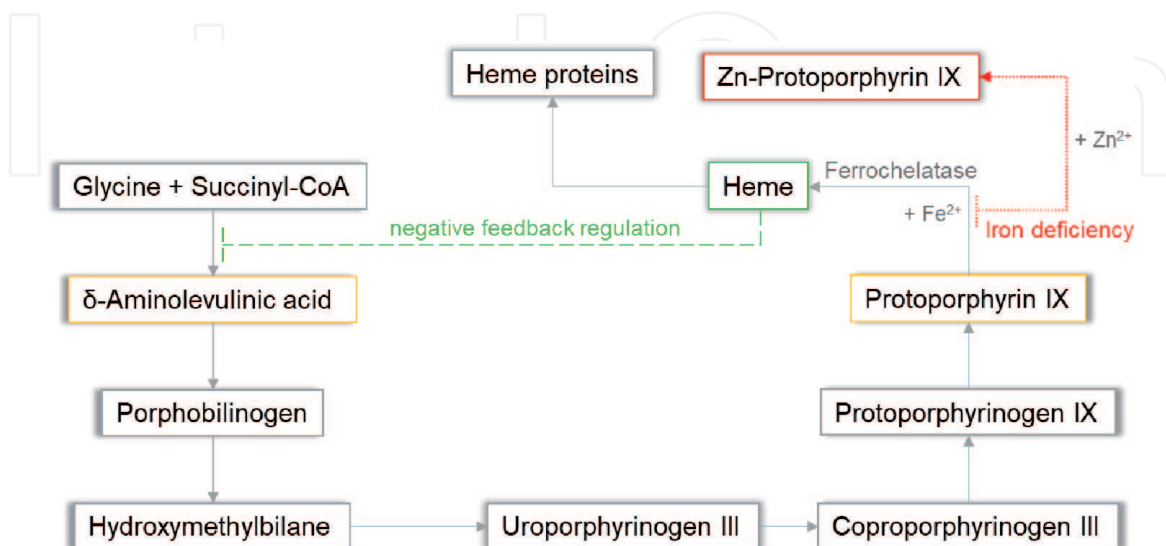 Heme proteins
Zn-Protoporphyrin IX
+ Zn²⁺
Glycine + Succinyl-CoA
Heme
Ferrochelatase
+ Fe²⁺
negative feedback regulation
Iron deficiency
δ-Aminolevulinic acid
Protoporphyrin IX
Porphobilinogen
Protoporphyrinogen IX
Hydroxymethylbilane
Uroporphyrinogen III
Coproporphyrinogen III